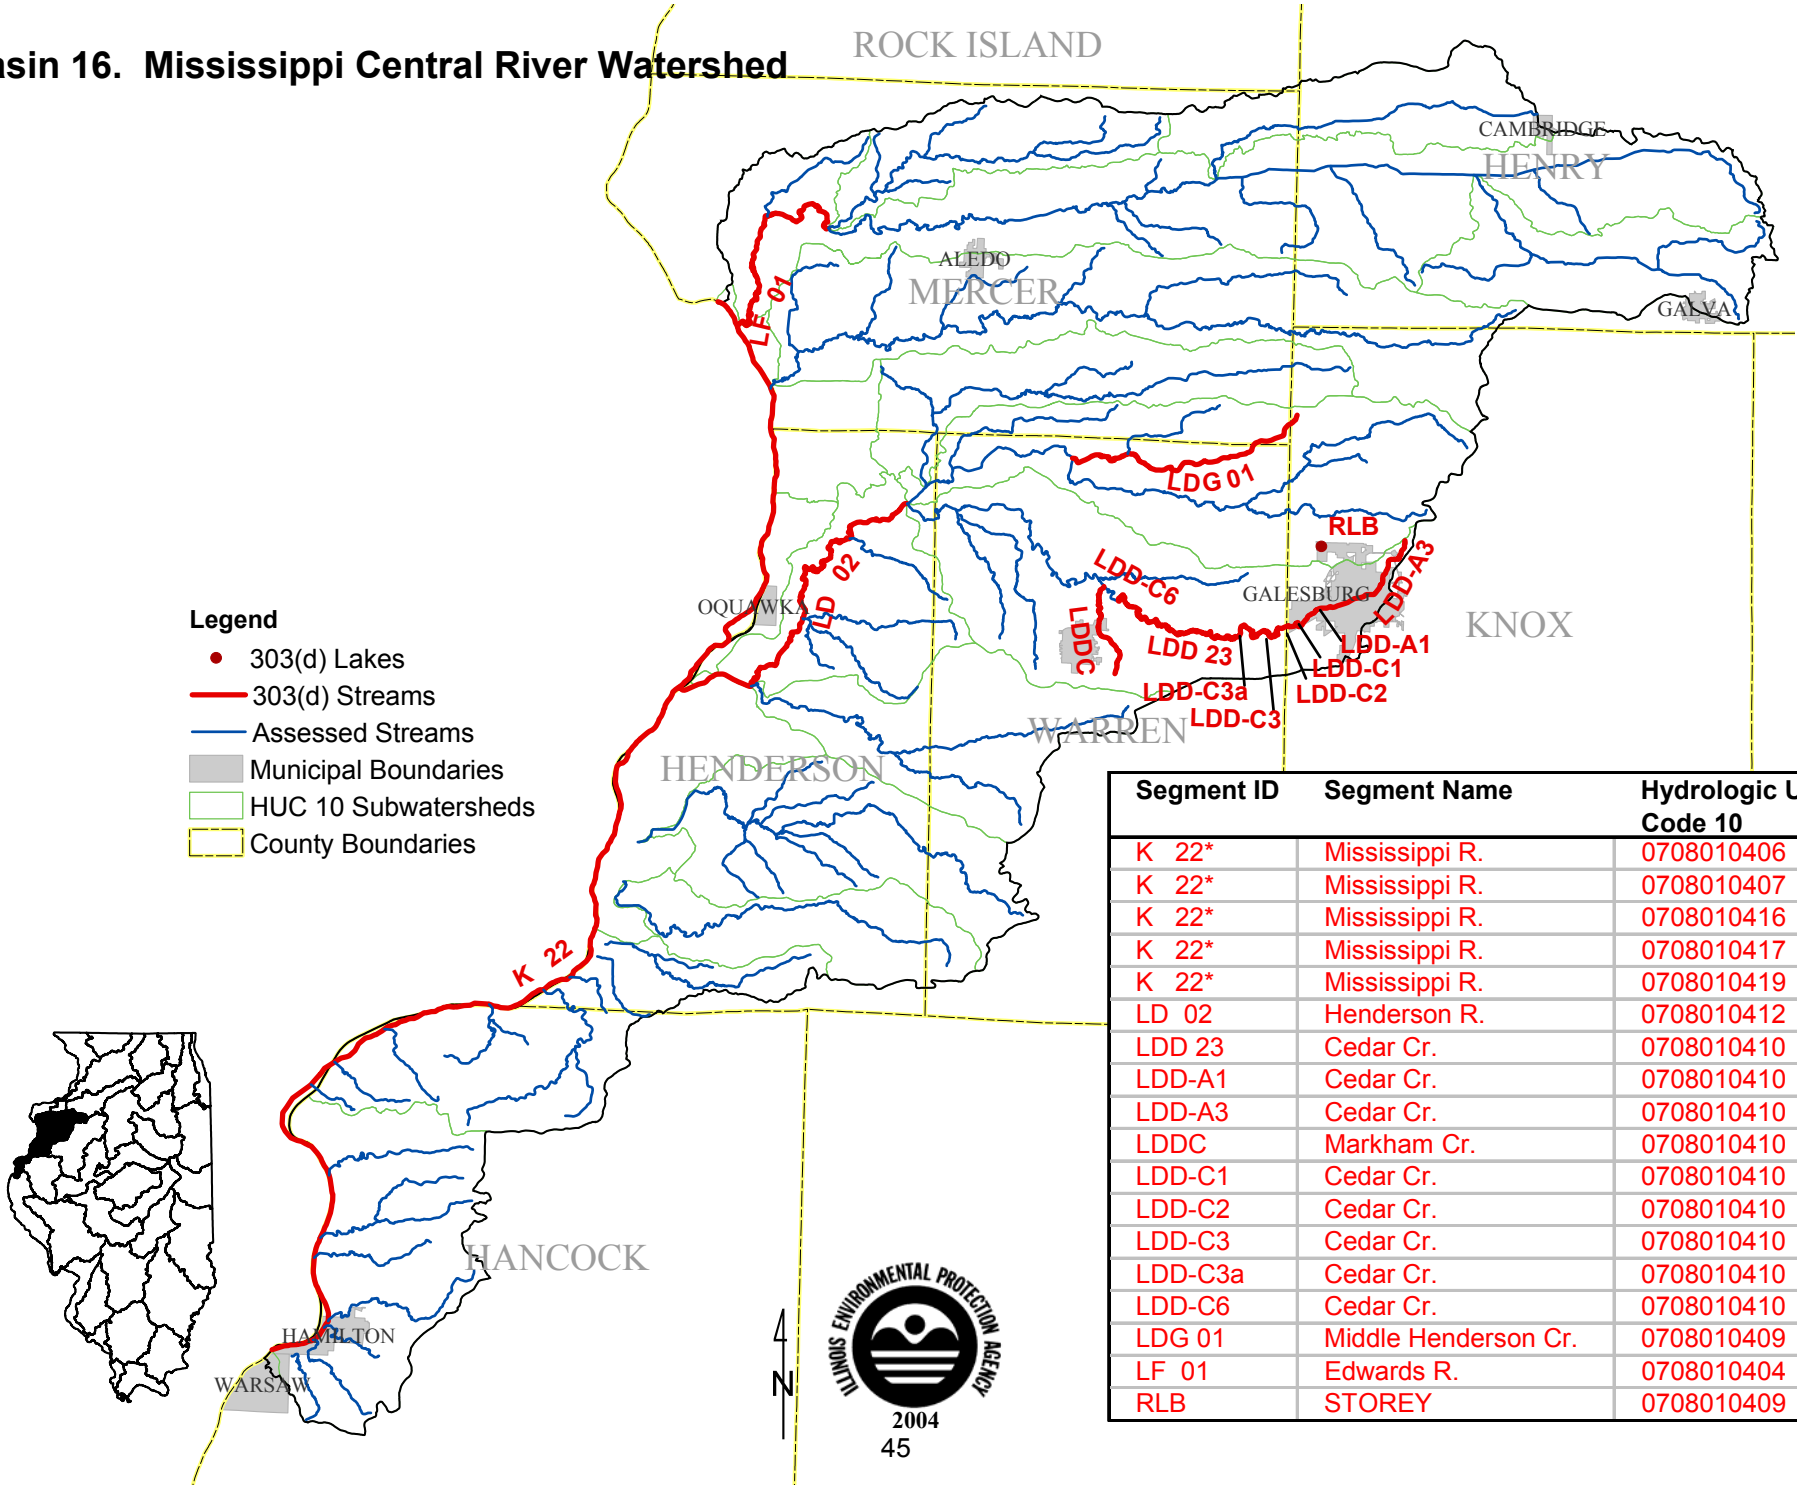 asin 16. Mississippi Central River Watershed
ROCK ISLAND
CAMBRIDGE
HENRY
ALEDO
MERCER
GALVA
LF 01
LDG 01
RLB
LDD-A3
LD 02
LDD-C6
GALESBURG
OQUAWKA
LDDC
KNOX
LDD 23
LDD-A1
LDD-C1
LDD-C3a
LDD-C2
LDD-C3
WARREN
HENDERSON
Legend
303(d) Lakes
303(d) Streams
Assessed Streams
Municipal Boundaries
HUC 10 Subwatersheds
County Boundaries
K 22
HANCOCK
HAMILTON
WARSAW
N
ILLINOIS ENVIRONMENTAL PROTECTION AGENCY
2004
45
Segment ID Segment Name Hydrologic U
Code 10
K 22* Mississippi R. 0708010406
K 22* Mississippi R. 0708010407
K 22* Mississippi R. 0708010416
K 22* Mississippi R. 0708010417
K 22* Mississippi R. 0708010419
LD 02 Henderson R. 0708010412
LDD 23 Cedar Cr. 0708010410
LDD-A1 Cedar Cr. 0708010410
LDD-A3 Cedar Cr. 0708010410
LDDC Markham Cr. 0708010410
LDD-C1 Cedar Cr. 0708010410
LDD-C2 Cedar Cr. 0708010410
LDD-C3 Cedar Cr. 0708010410
LDD-C3a Cedar Cr. 0708010410
LDD-C6 Cedar Cr. 0708010410
LDG 01 Middle Henderson Cr. 0708010409
LF 01 Edwards R. 0708010404
RLB STOREY 0708010409